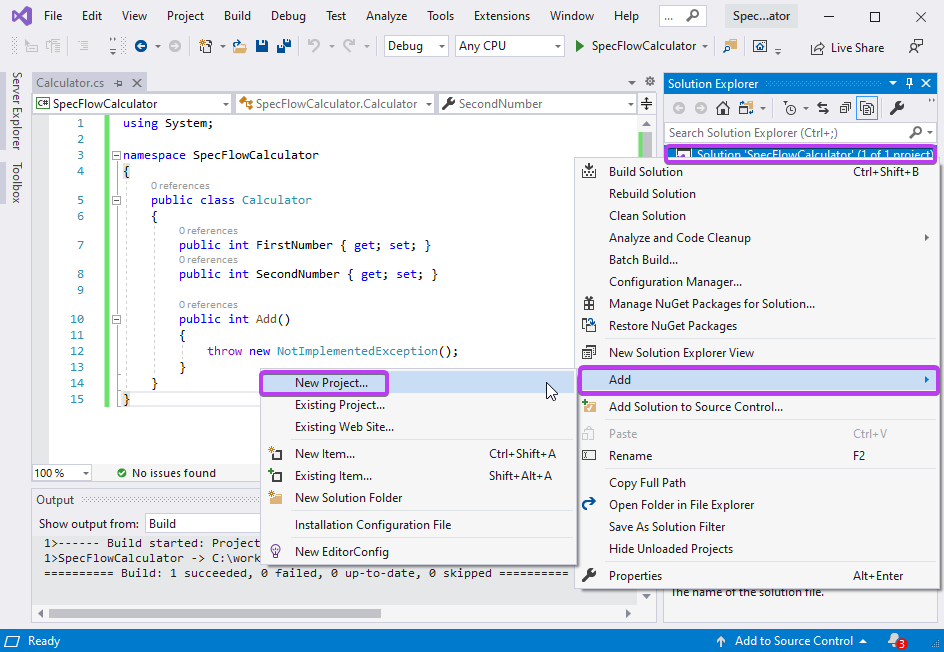 File Edit View Project Build Debug Test Analyze Tools Extensions Window Help ... Spec...ator
Debug Any CPU SpecFlowCalculator Live Share
Server Explorer
Toolbox
Calculator.cs
C# SpecFlowCalculator SpecFlowCalculator.Calculator SecondNumber
1 using System;
2
3 namespace SpecFlowCalculator
4 {
0 references
5 public class Calculator
6 {
0 references
7 public int FirstNumber { get; set; }
0 references
8 public int SecondNumber { get; set; }
9
0 references
10 public int Add()
11 {
12 throw new NotImplementedException();
13 }
14 }
15 }
100 % No issues found
Output
Show output from: Build
1>------ Build started: Project
1>SpecFlowCalculator -> C:\work
========== Build: 1 succeeded, 0 failed, 0 up-to-date, 0 skipped ==========
Solution Explorer
Search Solution Explorer (Ctrl+;)
Solution 'SpecFlowCalculator' (1 of 1 project)
Build Solution Ctrl+Shift+B
Rebuild Solution
Clean Solution
Analyze and Code Cleanup
Batch Build...
Configuration Manager...
Manage NuGet Packages for Solution...
Restore NuGet Packages
New Solution Explorer View
Add
Add Solution to Source Control...
Paste Ctrl+V
Rename F2
Copy Full Path
Open Folder in File Explorer
Save As Solution Filter
Hide Unloaded Projects
Properties Alt+Enter
The name of the solution file.
New Project...
Existing Project...
Existing Web Site...
New Item... Ctrl+Shift+A
Existing Item... Shift+Alt+A
New Solution Folder
Installation Configuration File
New EditorConfig
Ready Add to Source Control 3